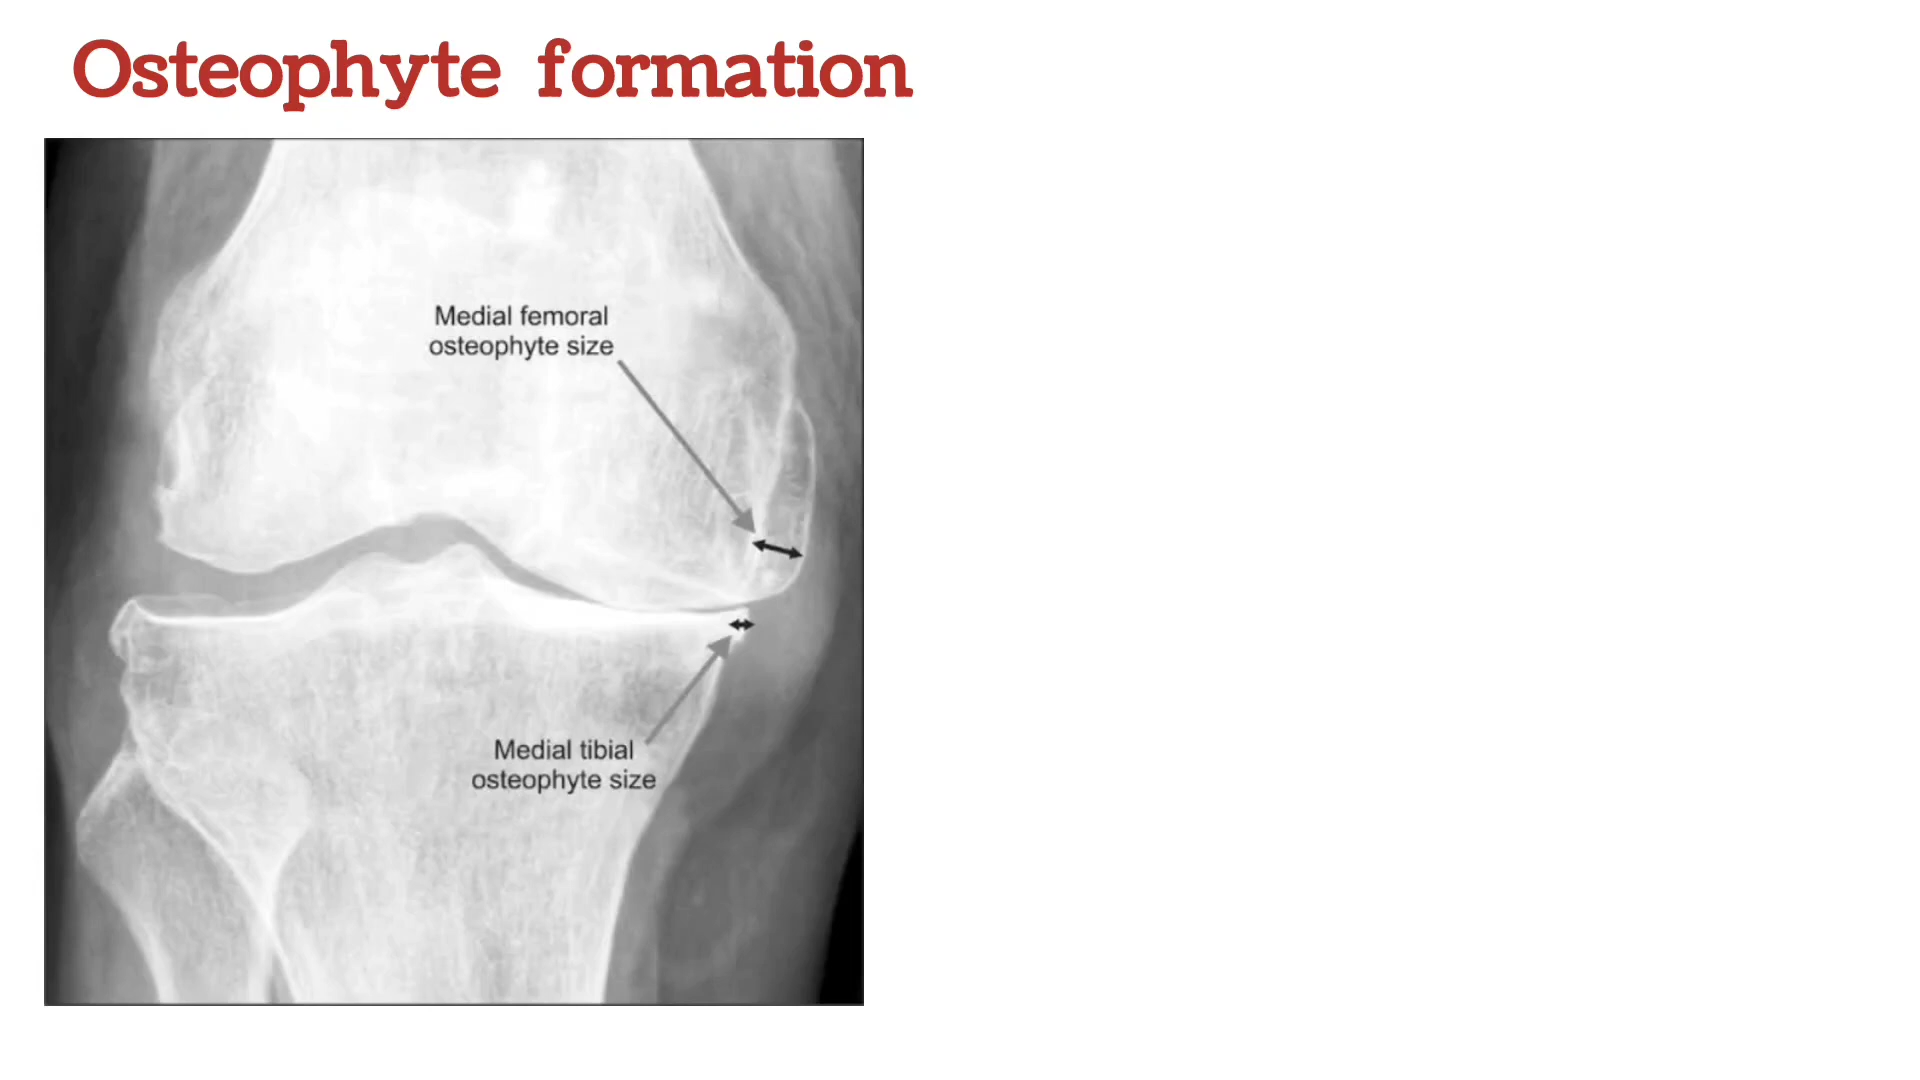 Osteophyte formation
Medial femoral
osteophyte size
Medial tibial
osteophyte size